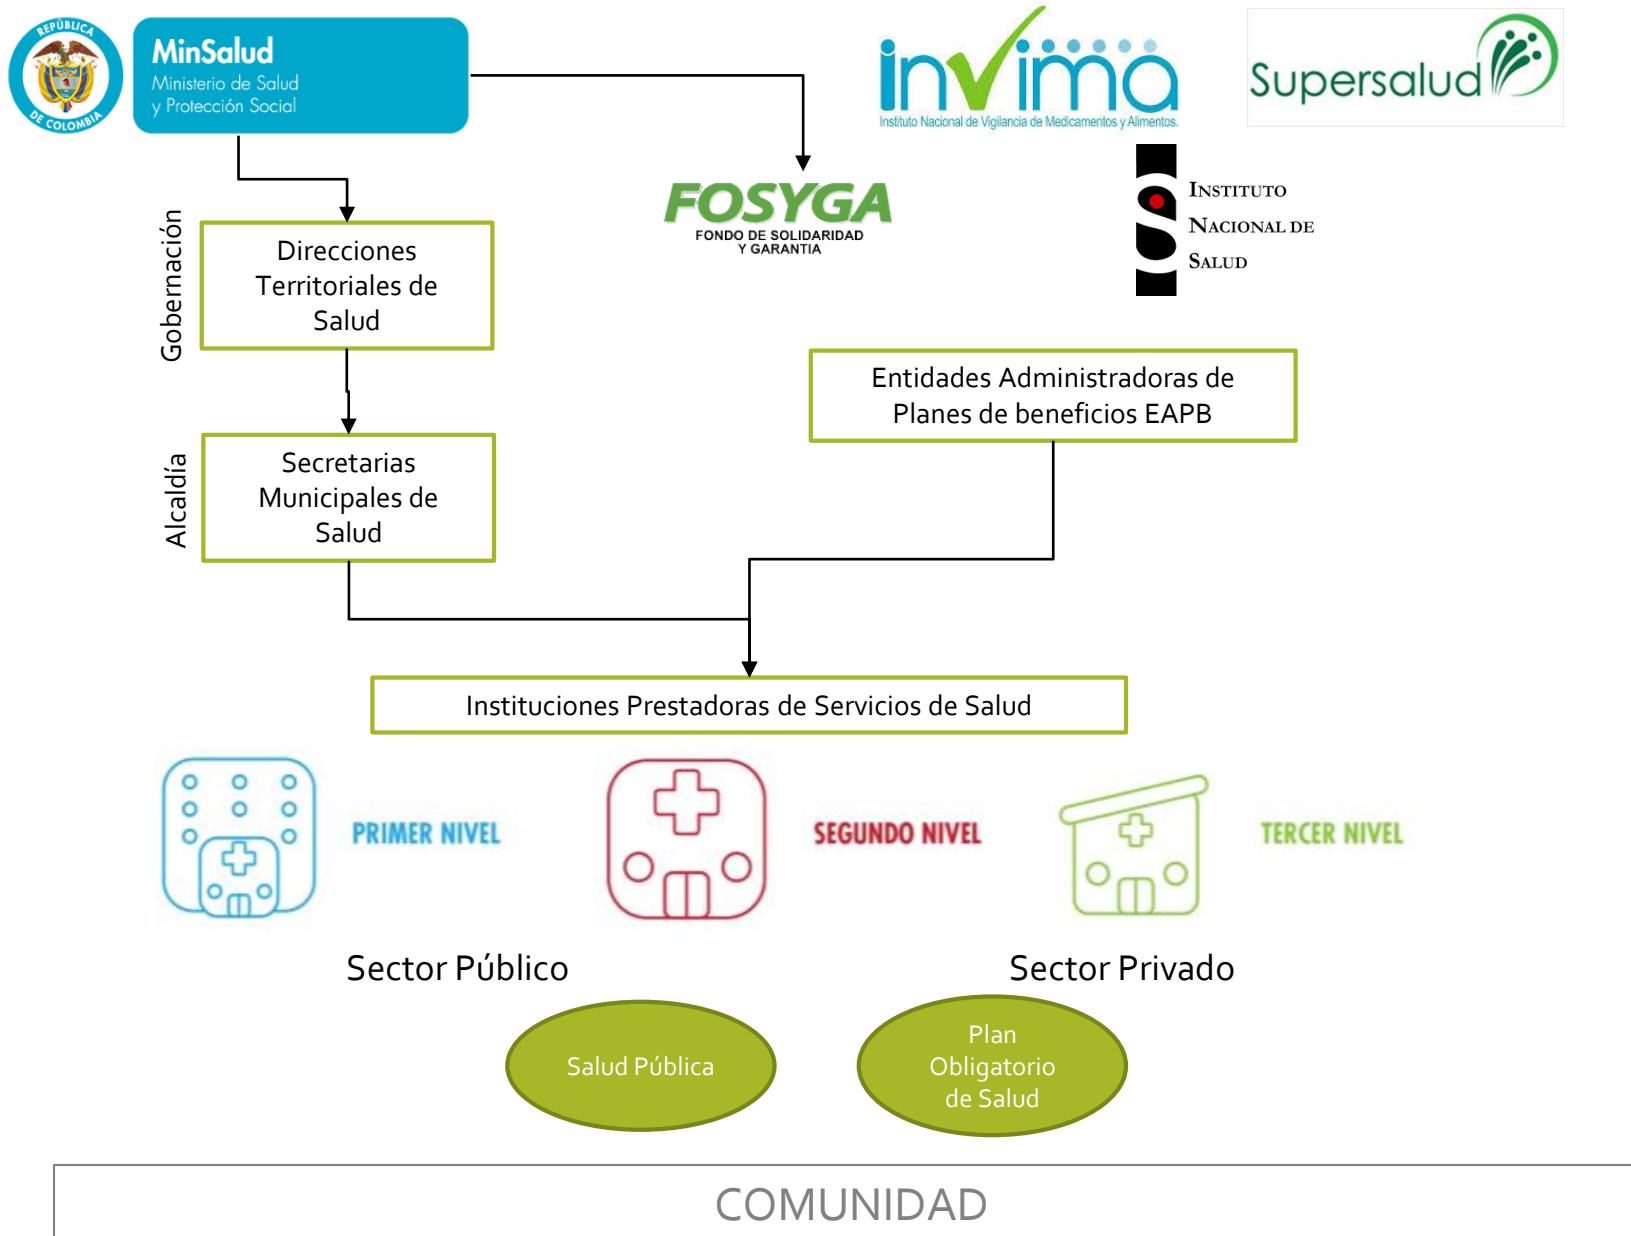 REPÚBLICA
DE COLOMBIA
MinSalud
Ministerio de Salud
y Protección Social
invima
Instituto Nacional de Vigilancia de Medicamentos y Alimentos.
Supersalud
FOSYGA
FONDO DE SOLIDARIDAD
Y GARANTIA
INSTITUTO
NACIONAL DE
SALUD
Gobernación
Direcciones
Territoriales de
Salud
Entidades Administradoras de
Planes de beneficios EAPB
Alcaldía
Secretarias
Municipales de
Salud
Instituciones Prestadoras de Servicios de Salud
PRIMER NIVEL
SEGUNDO NIVEL
TERCER NIVEL
Sector Público
Sector Privado
Salud Pública
Plan
Obligatorio
de Salud
COMUNIDAD